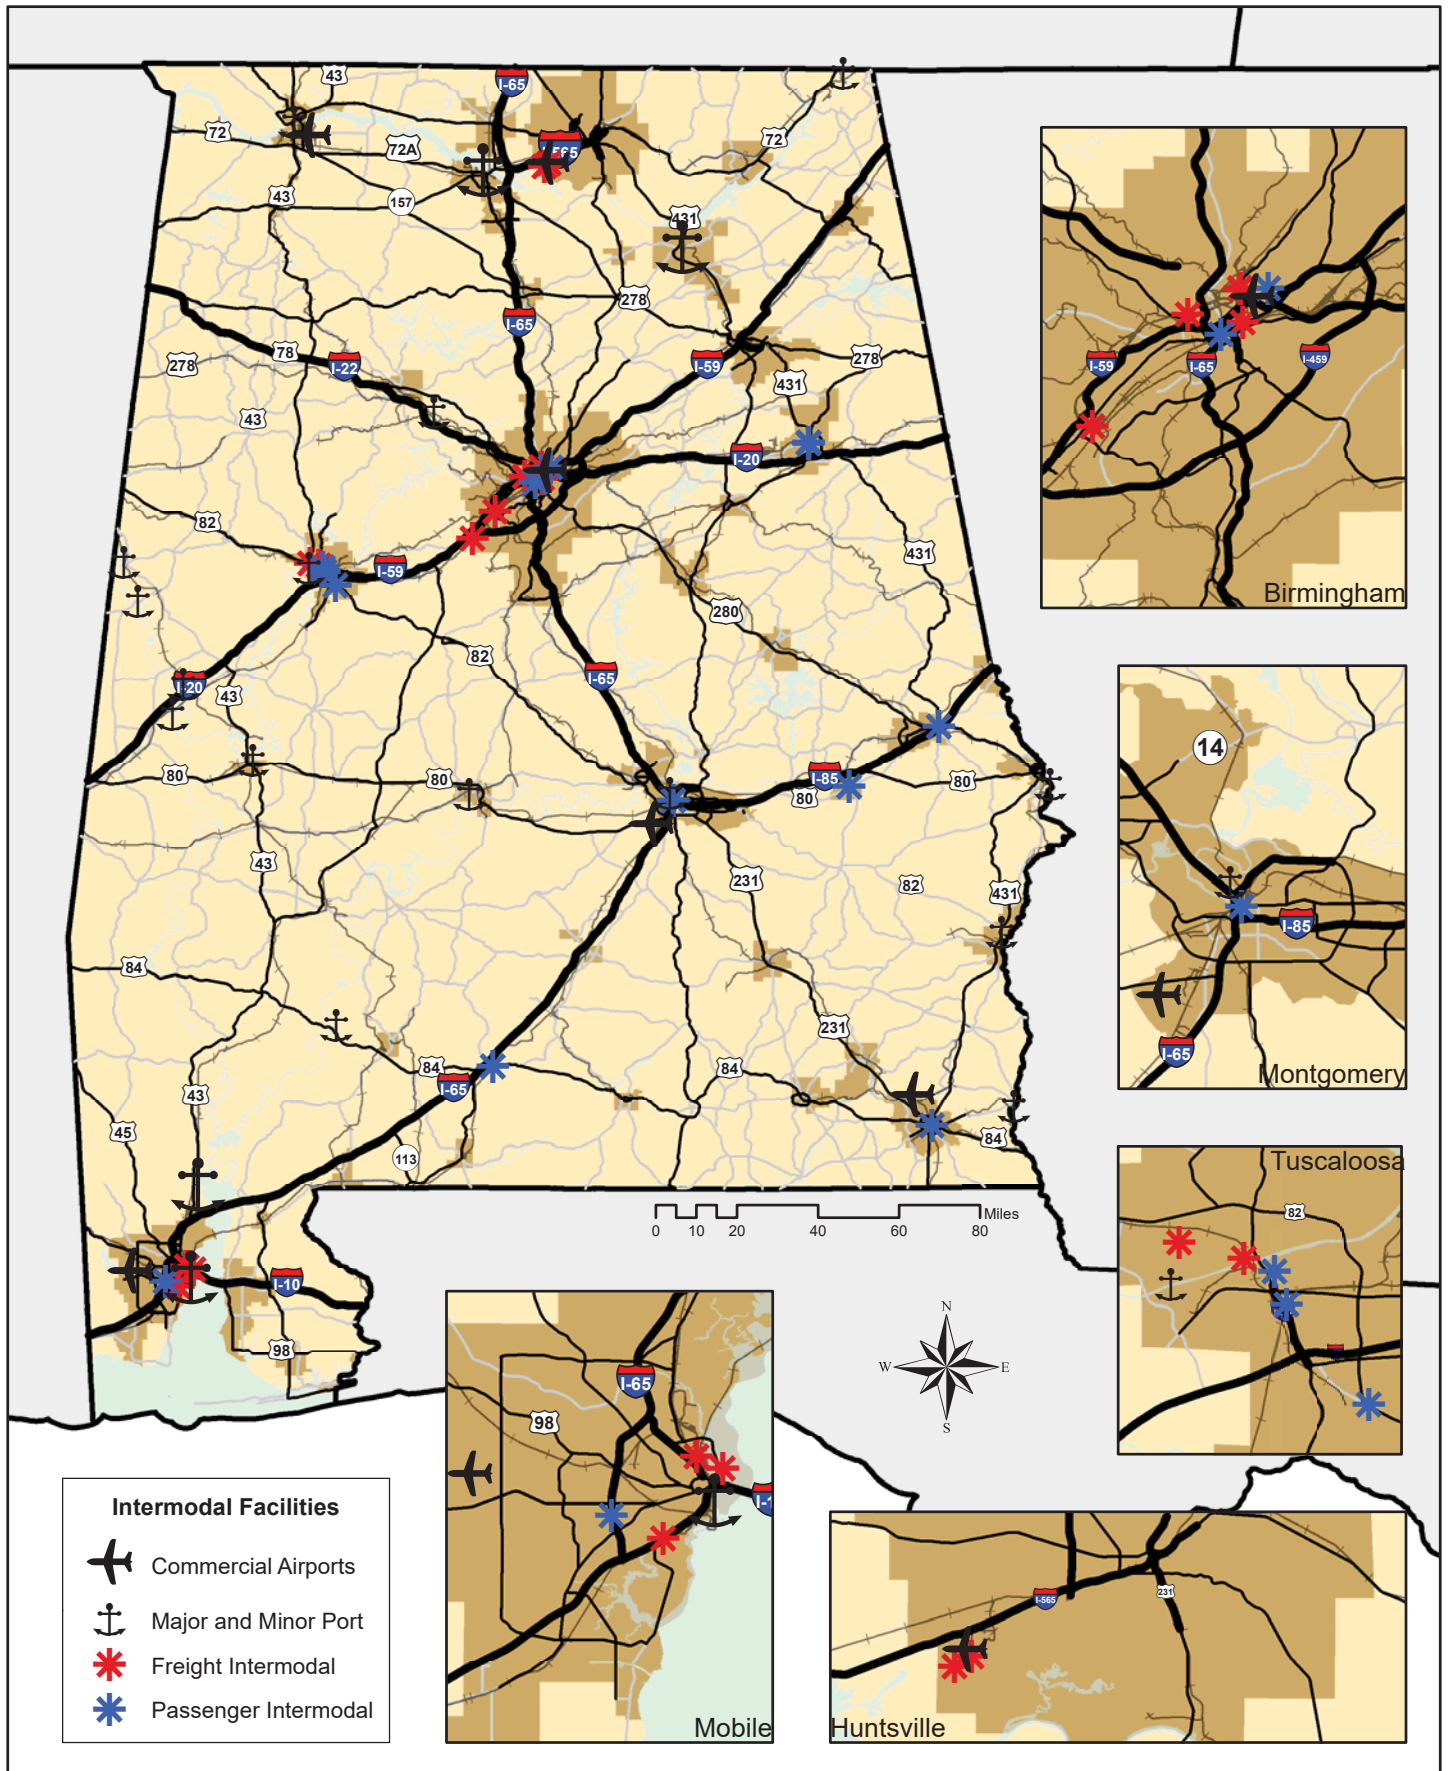 43
I-65
72
72A
I-565
72
43
157
431
278
I-65
78
278
I-22
I-59
278
431
43
I-20
82
I-59
431
280
82
I-65
I-20
43
80
80
I-85
80
80
43
231
82
431
84
231
84
I-65
84
43
45
113
84
I-10
98
0 10 20 40 60 80 Miles
N
W E
S
I-59
I-65
I-459
Birmingham
14
I-85
I-65
Montgomery
Tuscaloosa
82
I-65
98
Mobile
I-565
231
Huntsville
Intermodal Facilities
Commercial Airports
Major and Minor Port
Freight Intermodal
Passenger Intermodal